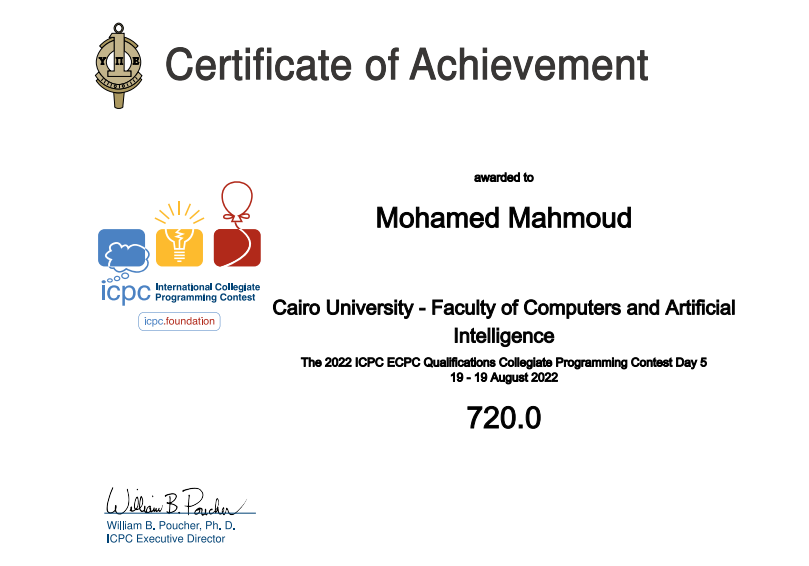 Certificate of Achievement
Υ Π Ε
awarded to
Mohamed Mahmoud
icpc International Collegiate
Programming Contest
icpc.foundation
Cairo University - Faculty of Computers and Artificial
Intelligence
The 2022 ICPC ECPC Qualifications Collegiate Programming Contest Day 5
19 - 19 August 2022
720.0
William B. Poucher
William B. Poucher, Ph. D.
ICPC Executive Director